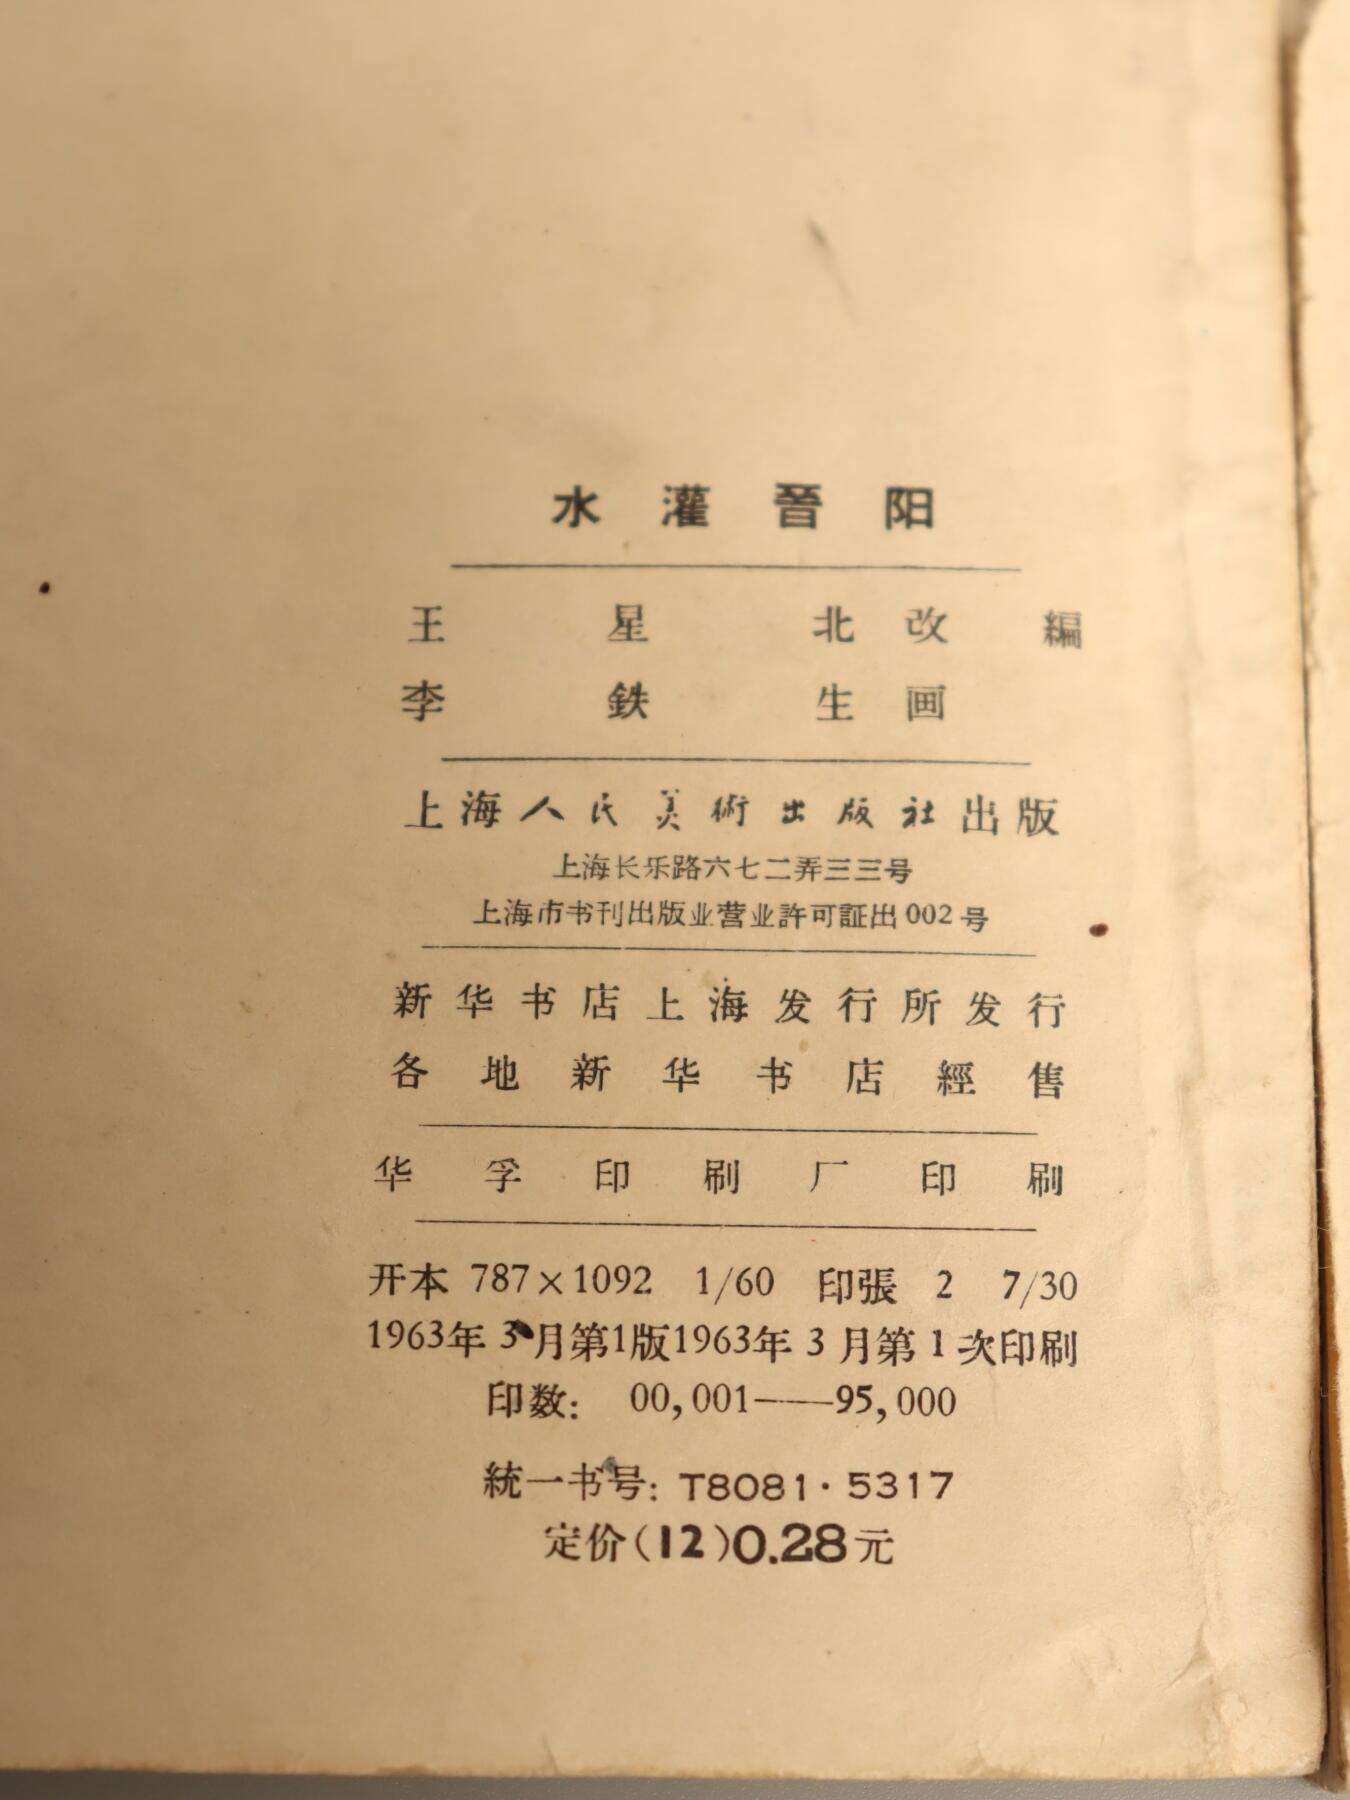 水灌晉阳
王星北改編
李鉄生画
上海人民美術出版社出版
上海长乐路六七二弄三三号
上海市书刊出版业营业許可証出002号
新华书店上海发行所发行
各地新华书店經售
华孚印刷厂印刷
开本 787×1092 1/60 印張 2 7/30
1963年3月第1版1963年3月第1次印刷
印数: 00,001——95,000
統一书号: T8081·5317
定价(12)0.28元